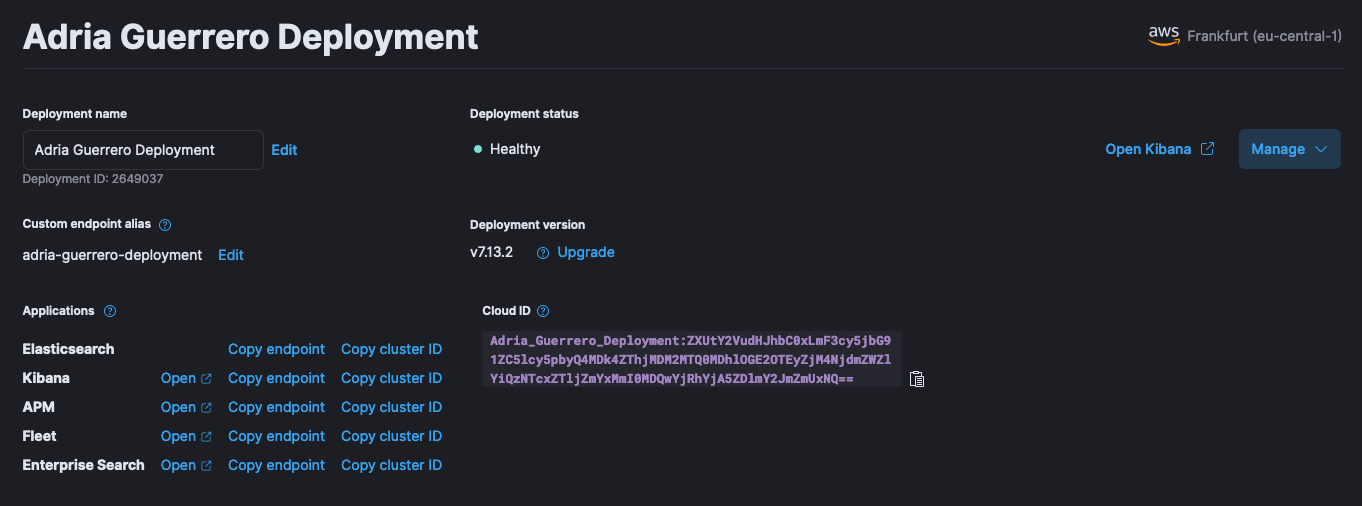 Adria Guerrero Deployment
aws Frankfurt (eu-central-1)
Deployment name
Deployment status
Adria Guerrero Deployment Edit
Healthy
Open Kibana
Manage
Deployment ID: 2649037
Custom endpoint alias
Deployment version
adria-guerrero-deployment Edit
v7.13.2 Upgrade
Applications
Cloud ID
Elasticsearch Copy endpoint Copy cluster ID
Kibana Open Copy endpoint Copy cluster ID
APM Open Copy endpoint Copy cluster ID
Fleet Open Copy endpoint Copy cluster ID
Enterprise Search Open Copy endpoint Copy cluster ID
Adria_Guerrero_Deployment:ZXUtY2VudHJhbC0xLmF3cy5jbG9
1ZC5lcy5pbyQ4MDk4ZThjMDM2MTQ0MDhlOGE2OTEyZjM4NjdmZWZl
YiQzNTcxZTljZmYxMmI0MDQwYjRhYjA5ZDlmY2JmZmUxNQ==